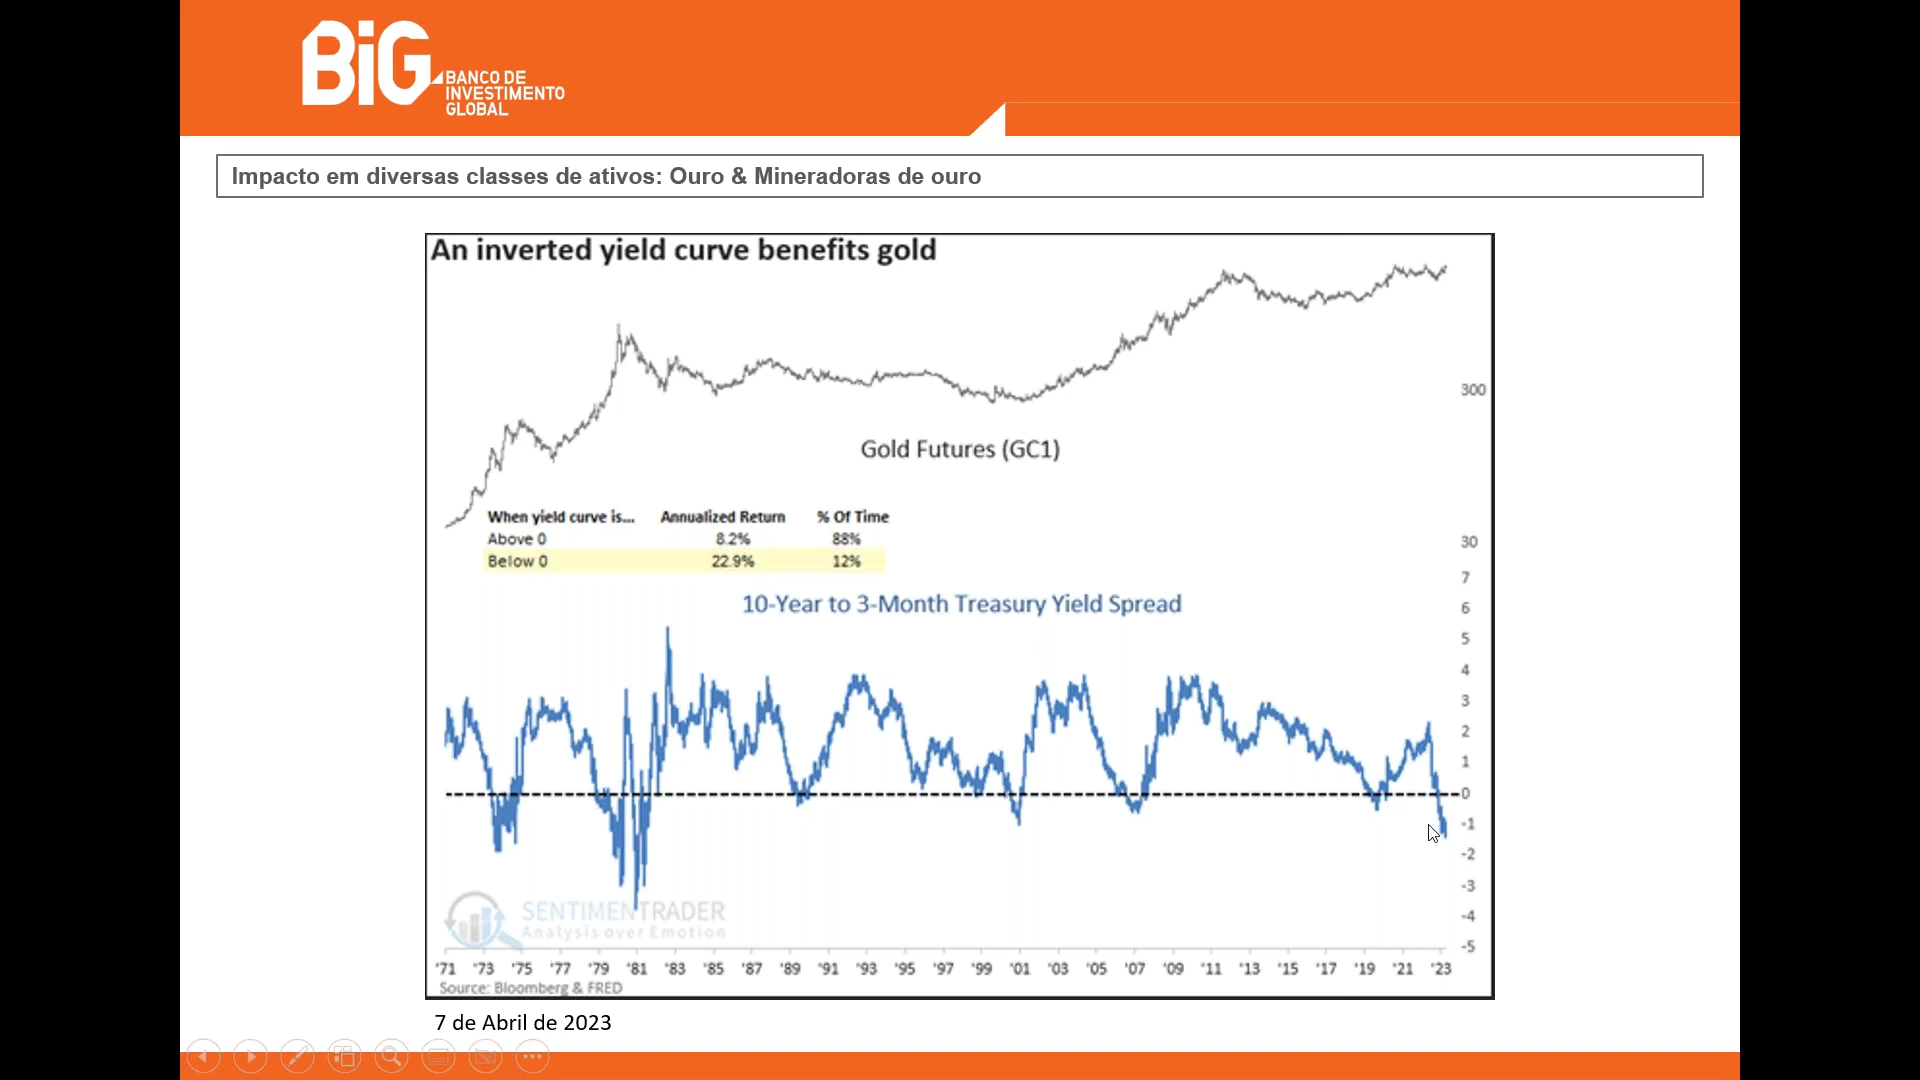 BiG
BANCO DE
INVESTIMENTO
GLOBAL
Impacto em diversas classes de ativos: Ouro & Mineradoras de ouro
An inverted yield curve benefits gold
300
Gold Futures (GC1)
When yield curve is... Annualized Return % Of Time
Above 0 8.2% 88%
Below 0 22.9% 12%
30
7
10-Year to 3-Month Treasury Yield Spread
6
5
4
3
2
1
0
-1
-2
-3
-4
-5
SENTIMENTRADER
Analysis over Emotion
'71 '73 '75 '77 '79 '81 '83 '85 '87 '89 '91 '93 '95 '97 '99 '01 '03 '05 '07 '09 '11 '13 '15 '17 '19 '21 '23
Source: Bloomberg & FRED
7 de Abril de 2023